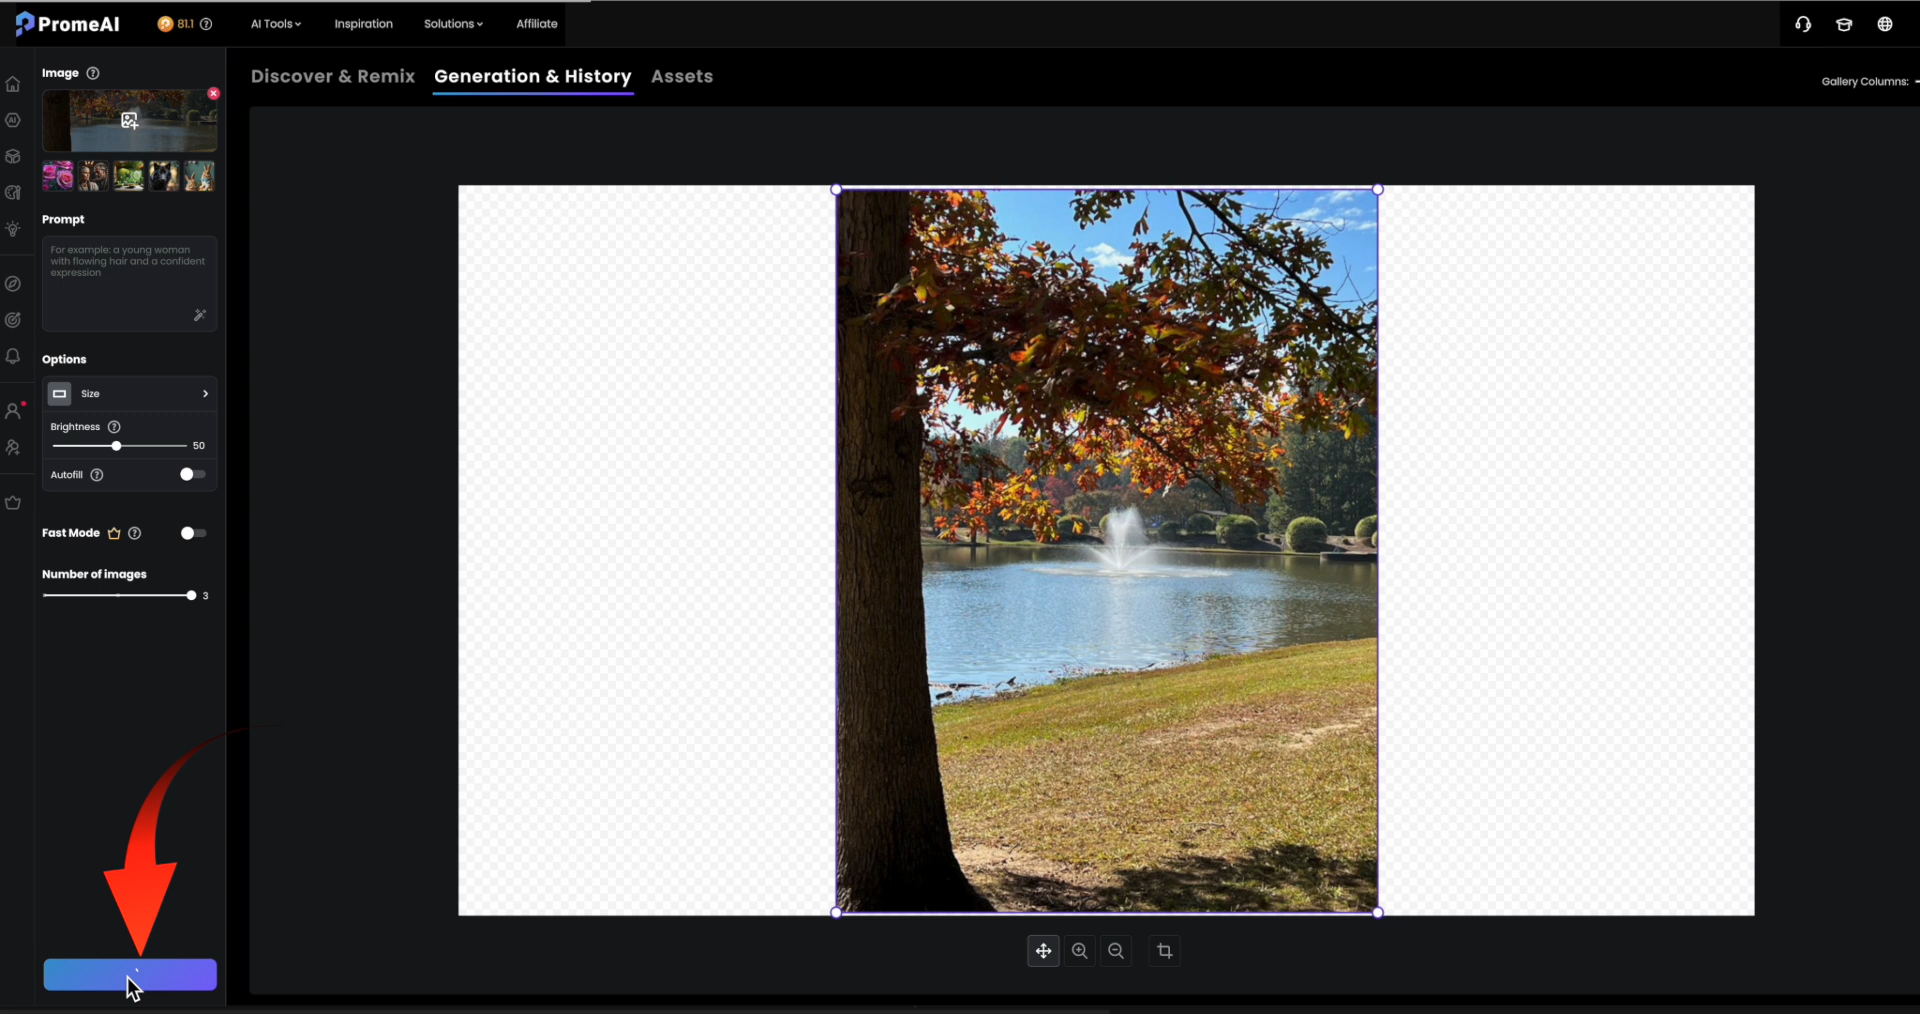 PromeAI
81.1
AI Tools
Inspiration
Solutions
Affiliate
Discover & Remix
Generation & History
Assets
Gallery Columns:
Image
AI
Prompt
For example: a young woman
with flowing hair and a confident
expression
Options
Size
Brightness
50
Autofill
Fast Mode
Number of images
3